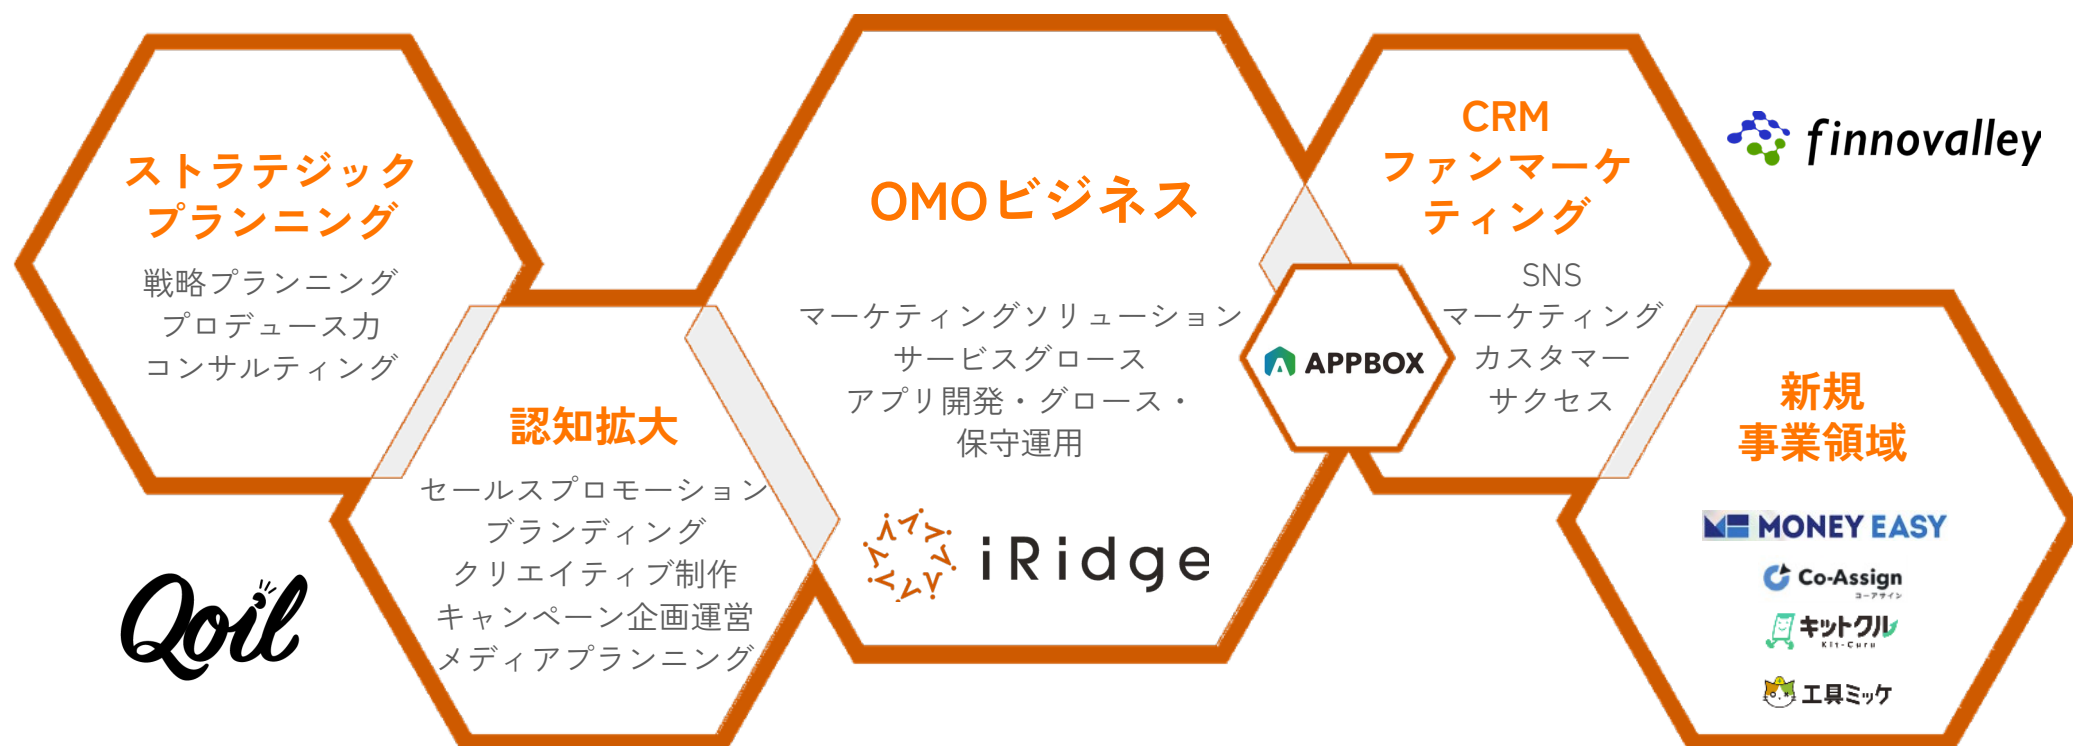 ストラテジック
プランニング
戦略プランニング
プロデュース力
コンサルティング
Qoil
認知拡大
セールスプロモーション
ブランディング
クリエイティブ制作
キャンペーン企画運営
メディアプランニング
OMOビジネス
マーケティングソリューション
サービスグロース
アプリ開発・グロース・
保守運用
iRidge
APPBOX
CRM
ファンマーケ
ティング
SNS
マーケティング
カスタマー
サクセス
finnovalley
新規
事業領域
MONEY EASY
Co-Assign
コーアサイン
キットクル
Kit-Curu
工具ミッケ